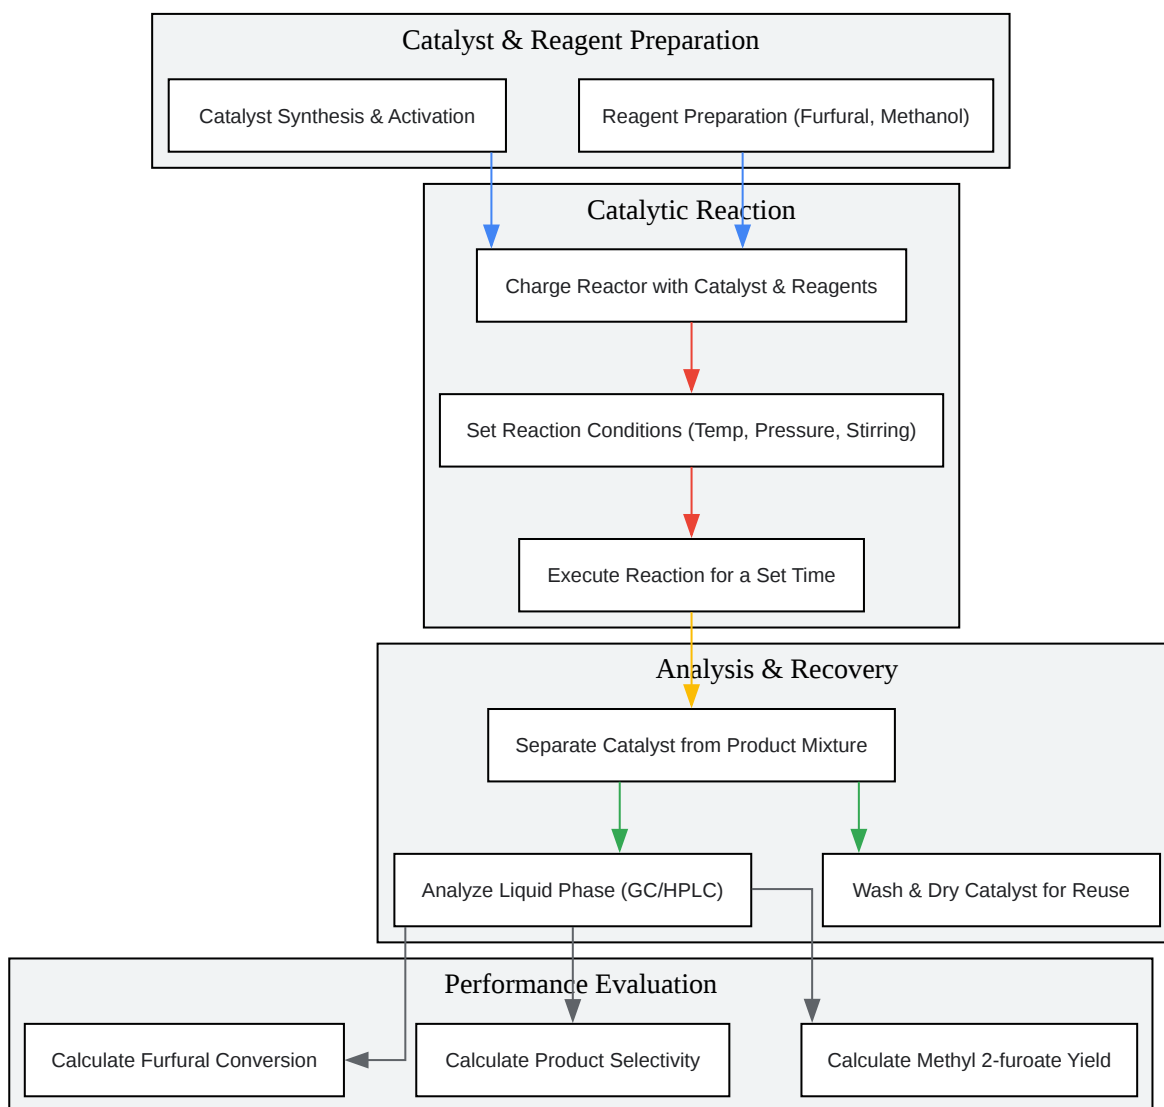 Catalyst & Reagent Preparation
Catalyst Synthesis & Activation
Reagent Preparation (Furfural, Methanol)
Catalytic Reaction
Charge Reactor with Catalyst & Reagents
Set Reaction Conditions (Temp, Pressure, Stirring)
Execute Reaction for a Set Time
Analysis & Recovery
Separate Catalyst from Product Mixture
Analyze Liquid Phase (GC/HPLC)
Wash & Dry Catalyst for Reuse
Performance Evaluation
Calculate Furfural Conversion
Calculate Product Selectivity
Calculate Methyl 2-furoate Yield